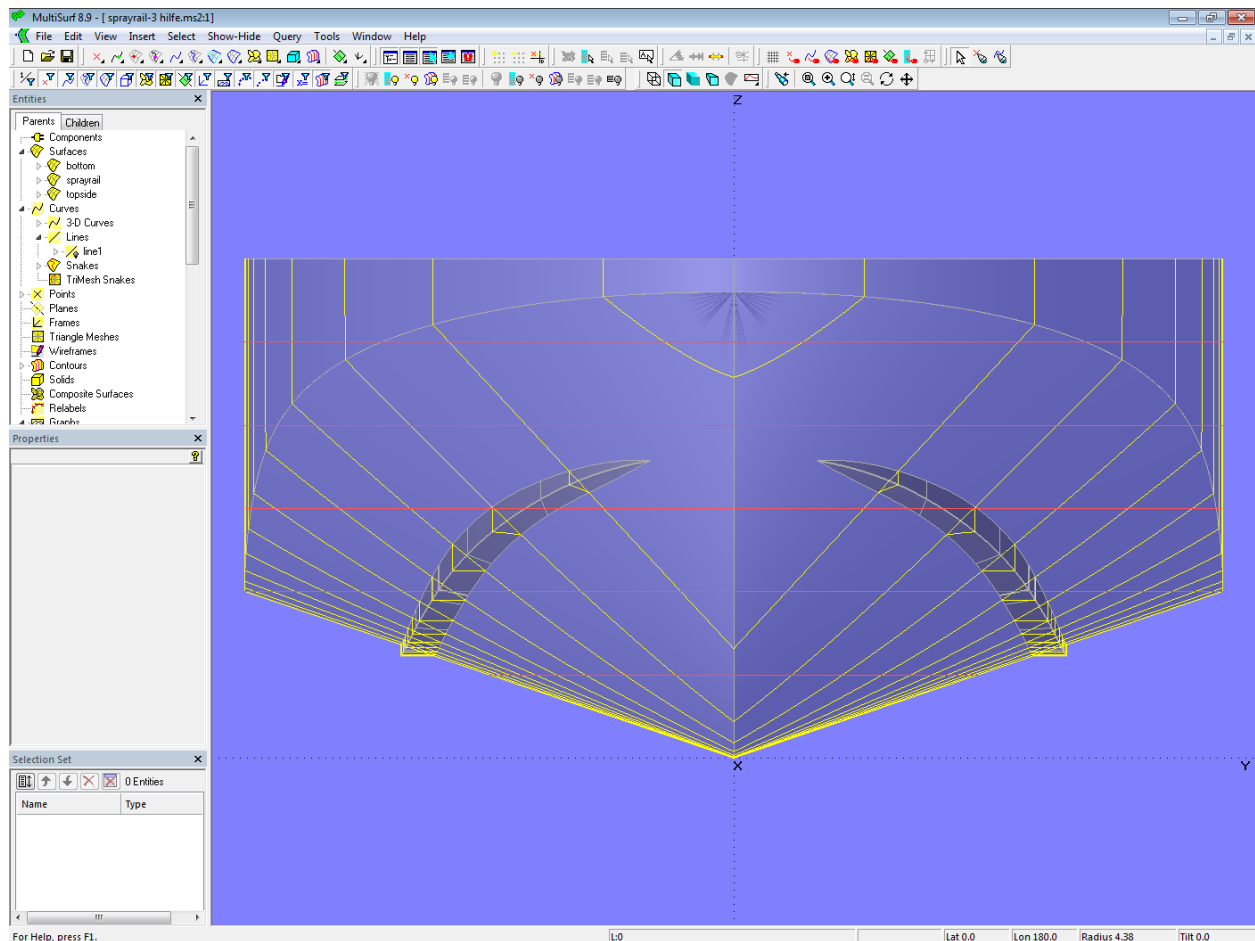 MultiSurf 8.9 - [ sprayrail-3 hilfe.ms2:1]
File Edit View Insert Select Show-Hide Query Tools Window Help
Entities
Parents Children
Components
Surfaces
bottom
sprayrail
topside
Curves
3-D Curves
Lines
line1
Snakes
TriMesh Snakes
Points
Planes
Frames
Triangle Meshes
Wireframes
Contours
Solids
Composite Surfaces
Relabels
Graphs
Properties
Selection Set
0 Entities
Name Type
Z
X
Y
For Help, press F1.
L:0
Lat 0.0 Lon 180.0 Radius 4.38 Tilt 0.0